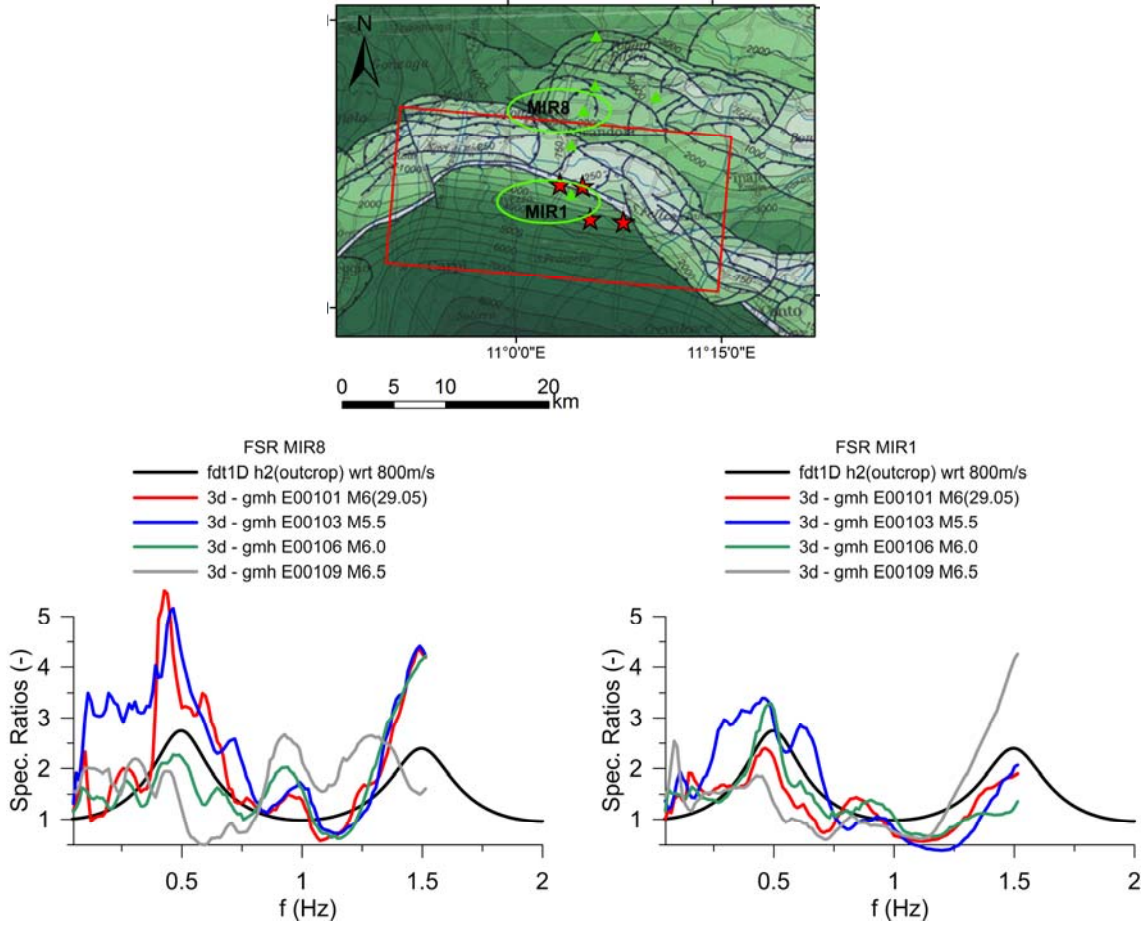 N
MIR8
MIR1
2000
1000
750
250
11°0'0"E
11°15'0"E
0 5 10 20
km
FSR MIR8
fdt1D h2(outcrop) wrt 800m/s
3d - gmh E00101 M6(29.05)
3d - gmh E00103 M5.5
3d - gmh E00106 M6.0
3d - gmh E00109 M6.5
Spec. Ratios (-)
5
4
3
2
1
0.5 1 1.5 2
f (Hz)
FSR MIR1
fdt1D h2(outcrop) wrt 800m/s
3d - gmh E00101 M6(29.05)
3d - gmh E00103 M5.5
3d - gmh E00106 M6.0
3d - gmh E00109 M6.5
Spec. Ratios (-)
5
4
3
2
1
0.5 1 1.5 2
f (Hz)